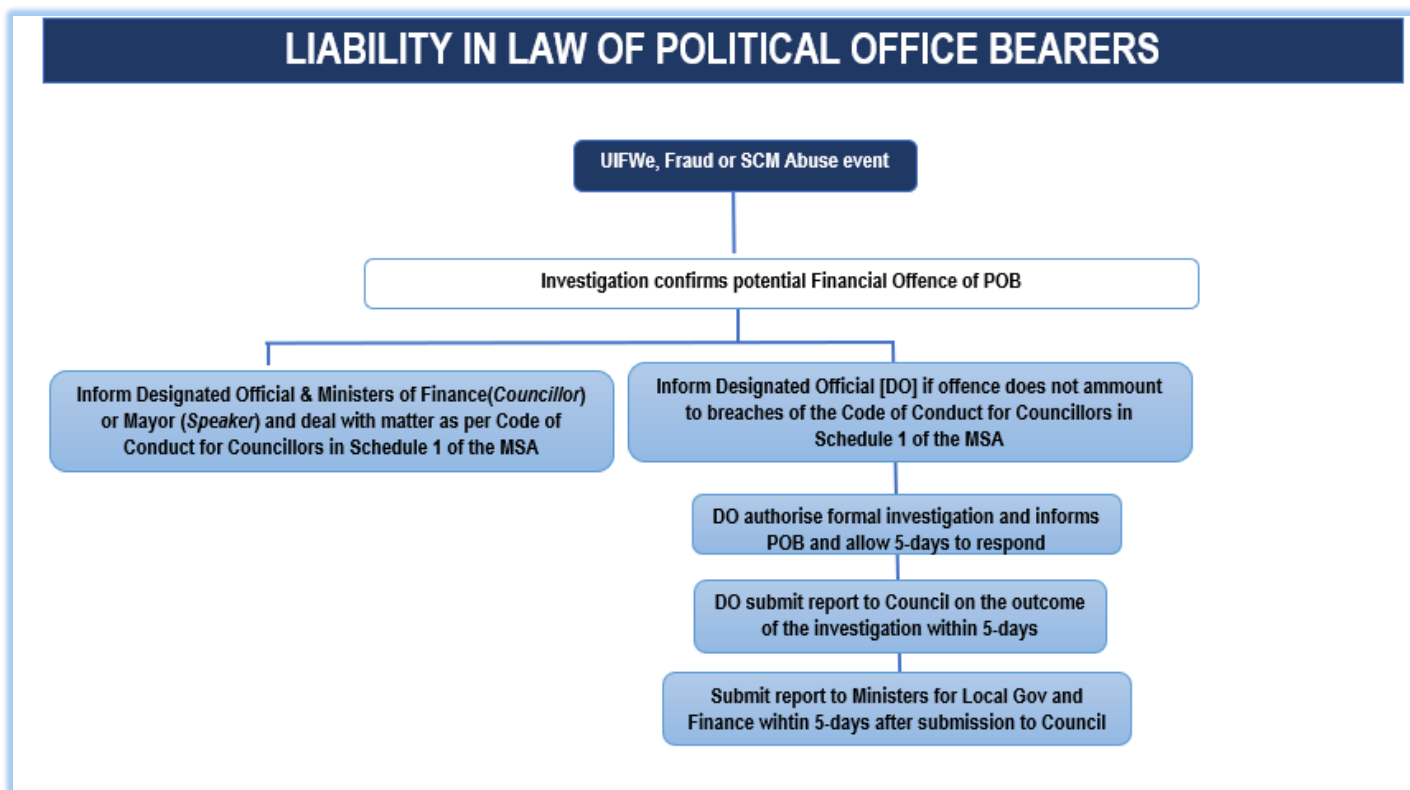 LIABILITY IN LAW OF POLITICAL OFFICE BEARERS
UIFWe, Fraud or SCM Abuse event
Investigation confirms potential Financial Offence of POB
Inform Designated Official & Ministers of Finance(Councillor)
or Mayor (Speaker) and deal with matter as per Code of
Conduct for Councillors in Schedule 1 of the MSA
Inform Designated Official [DO] if offence does not ammount
to breaches of the Code of Conduct for Councillors in
Schedule 1 of the MSA
DO authorise formal investigation and informs
POB and allow 5-days to respond
DO submit report to Council on the outcome
of the investigation within 5-days
Submit report to Ministers for Local Gov and
Finance wihtin 5-days after submission to Council